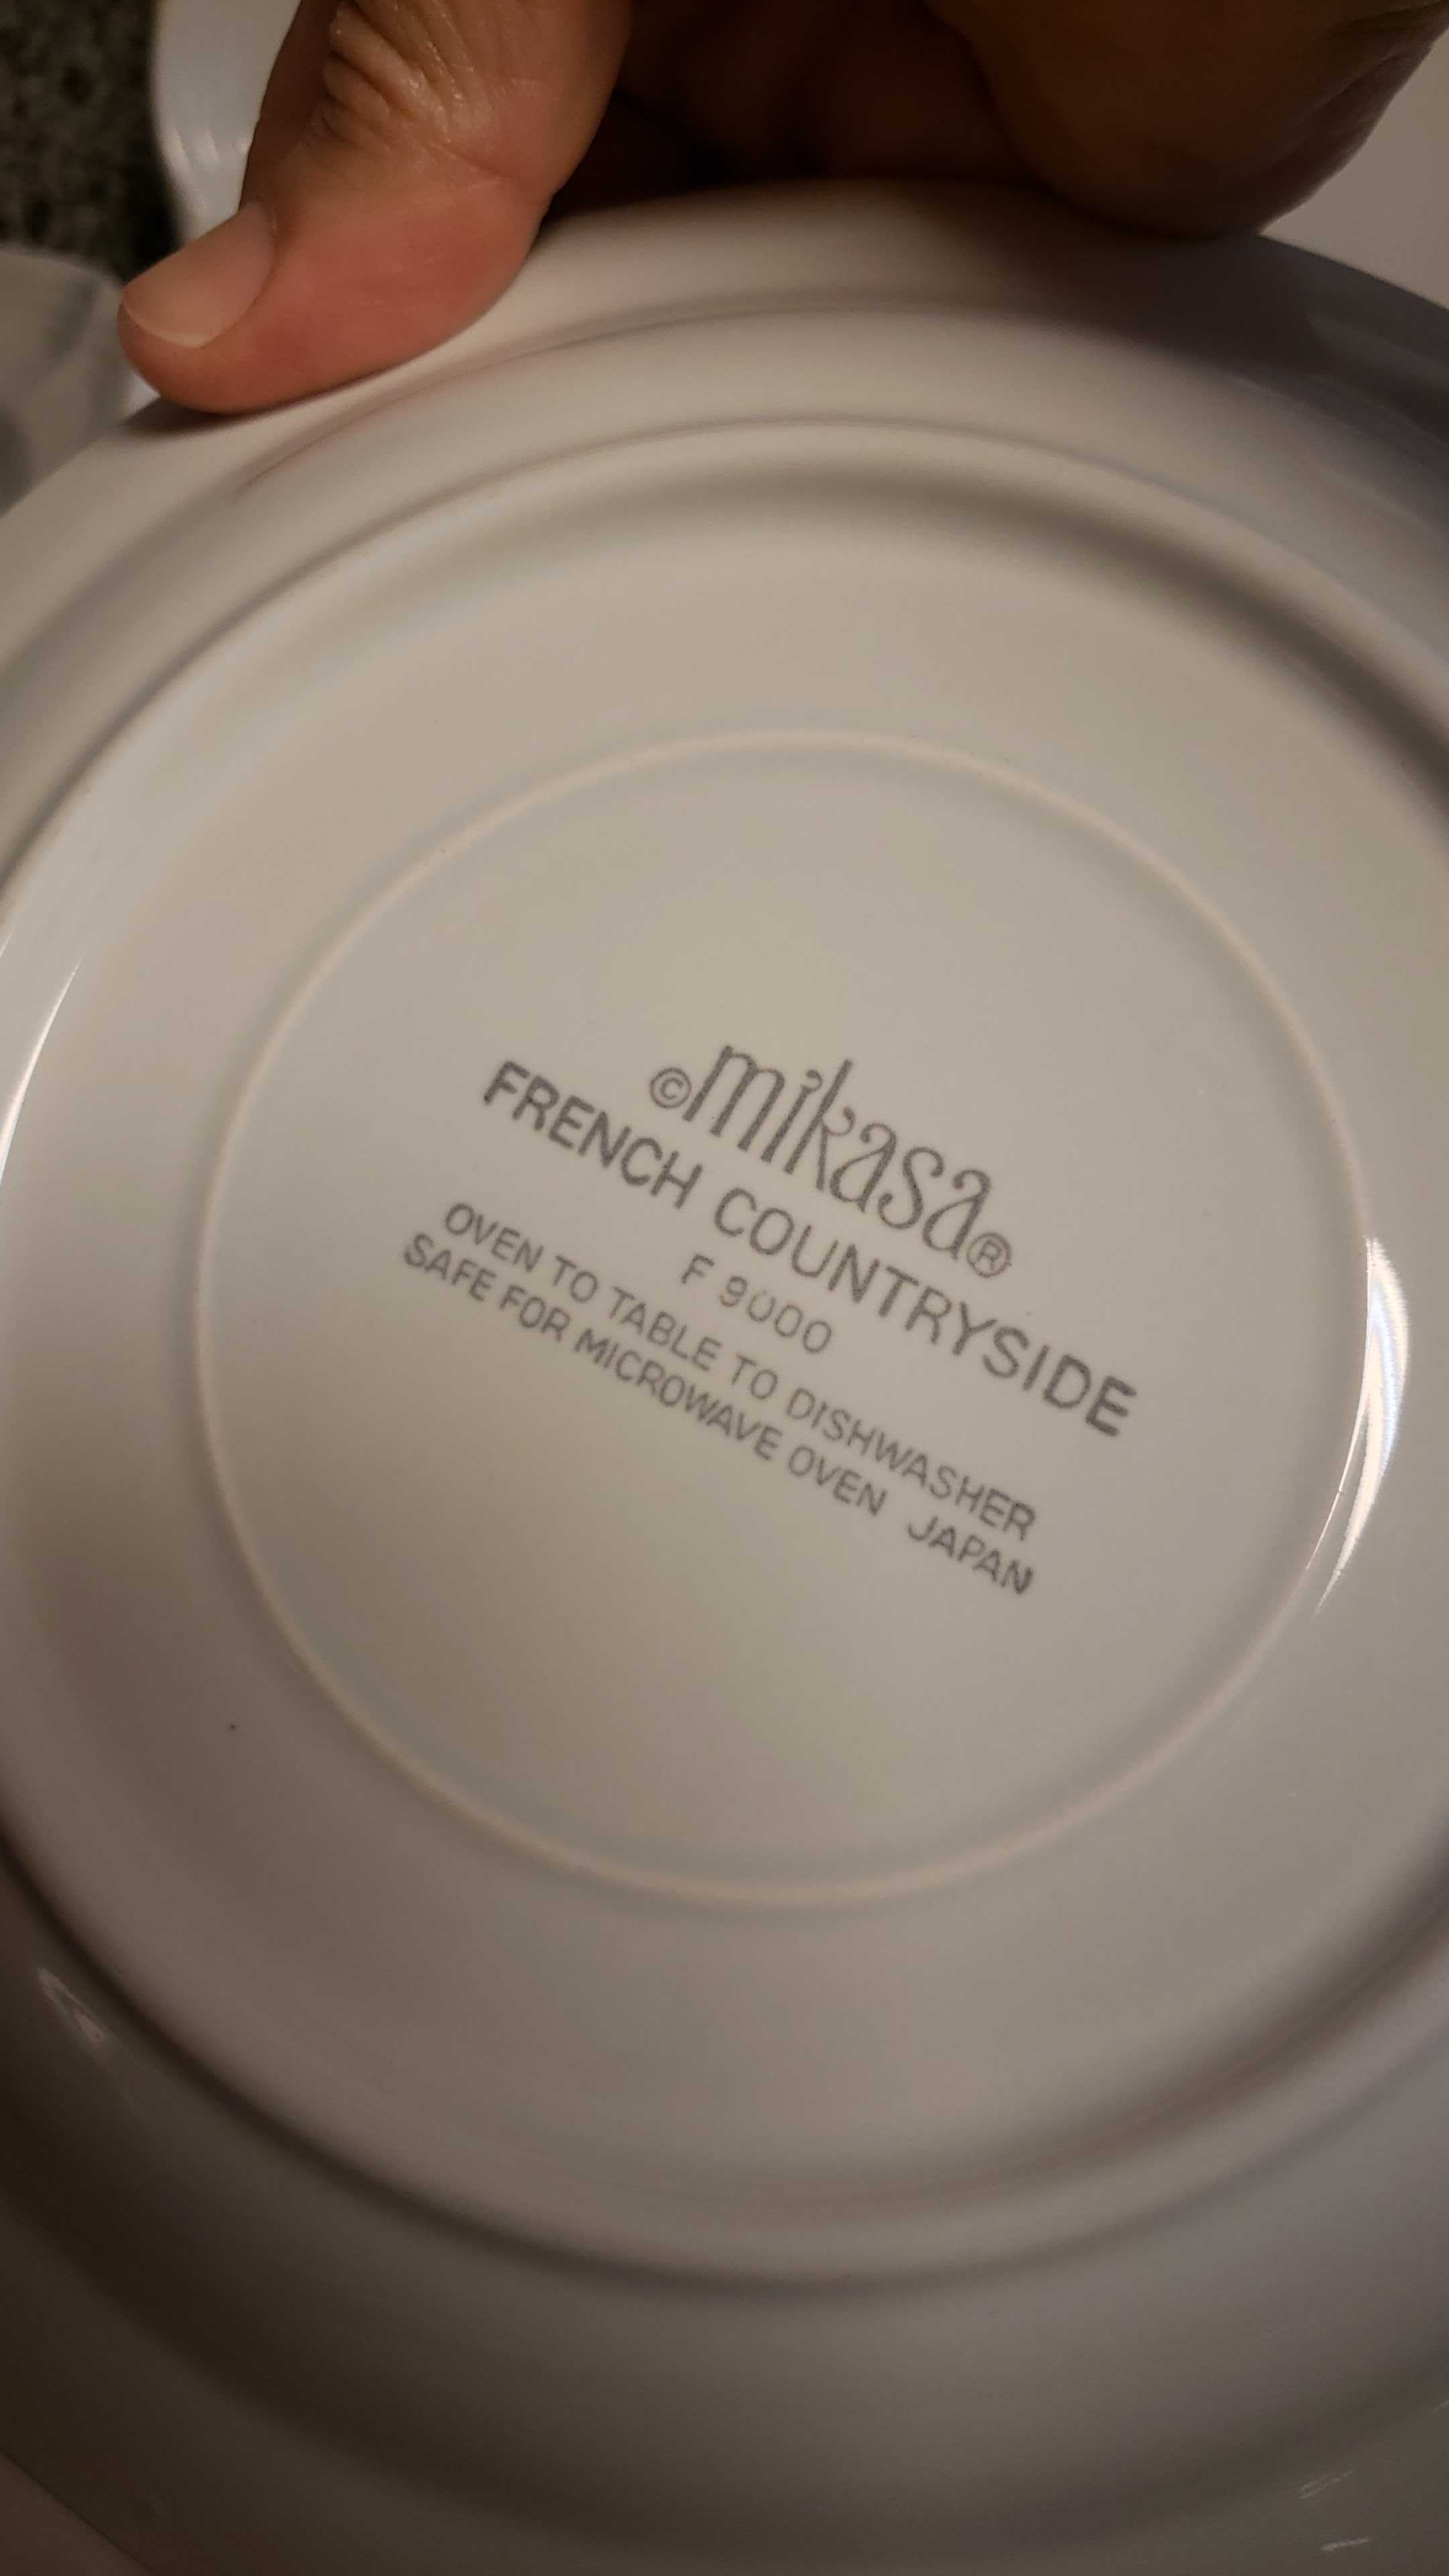 ©mikasa®
FRENCH COUNTRYSIDE
F 9000
OVEN TO TABLE TO DISHWASHER
SAFE FOR MICROWAVE OVEN JAPAN